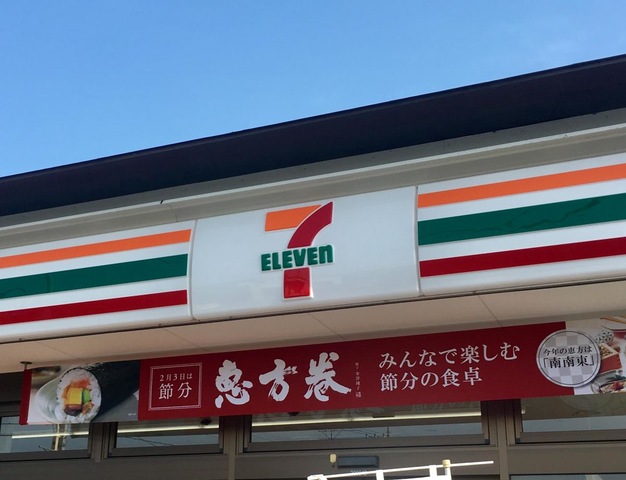 7
ELEVEN
2月3日は
節分
恵方巻
みんなで楽しむ
節分の食卓
今年の恵方は
「南南東」